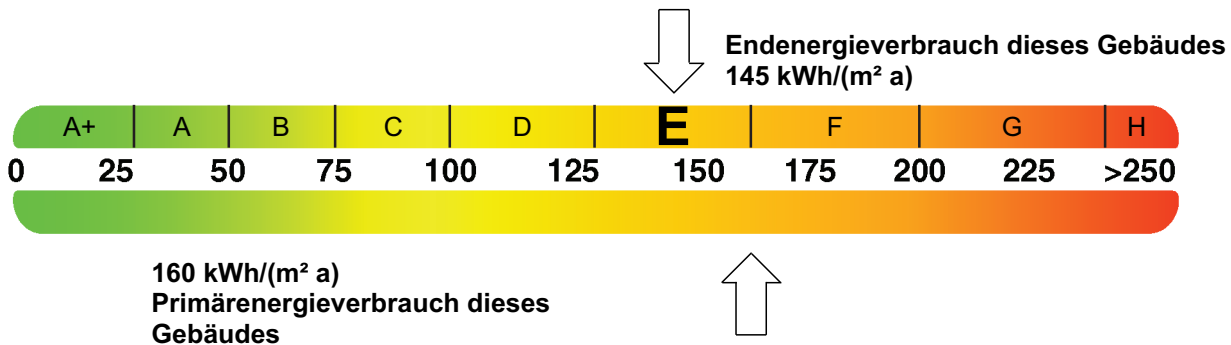 Endenergieverbrauch dieses Gebäudes
145 kWh/(m² a)
A+ A B C D E F G H
0 25 50 75 100 125 150 175 200 225 >250
160 kWh/(m² a)
Primärenergieverbrauch dieses
Gebäudes